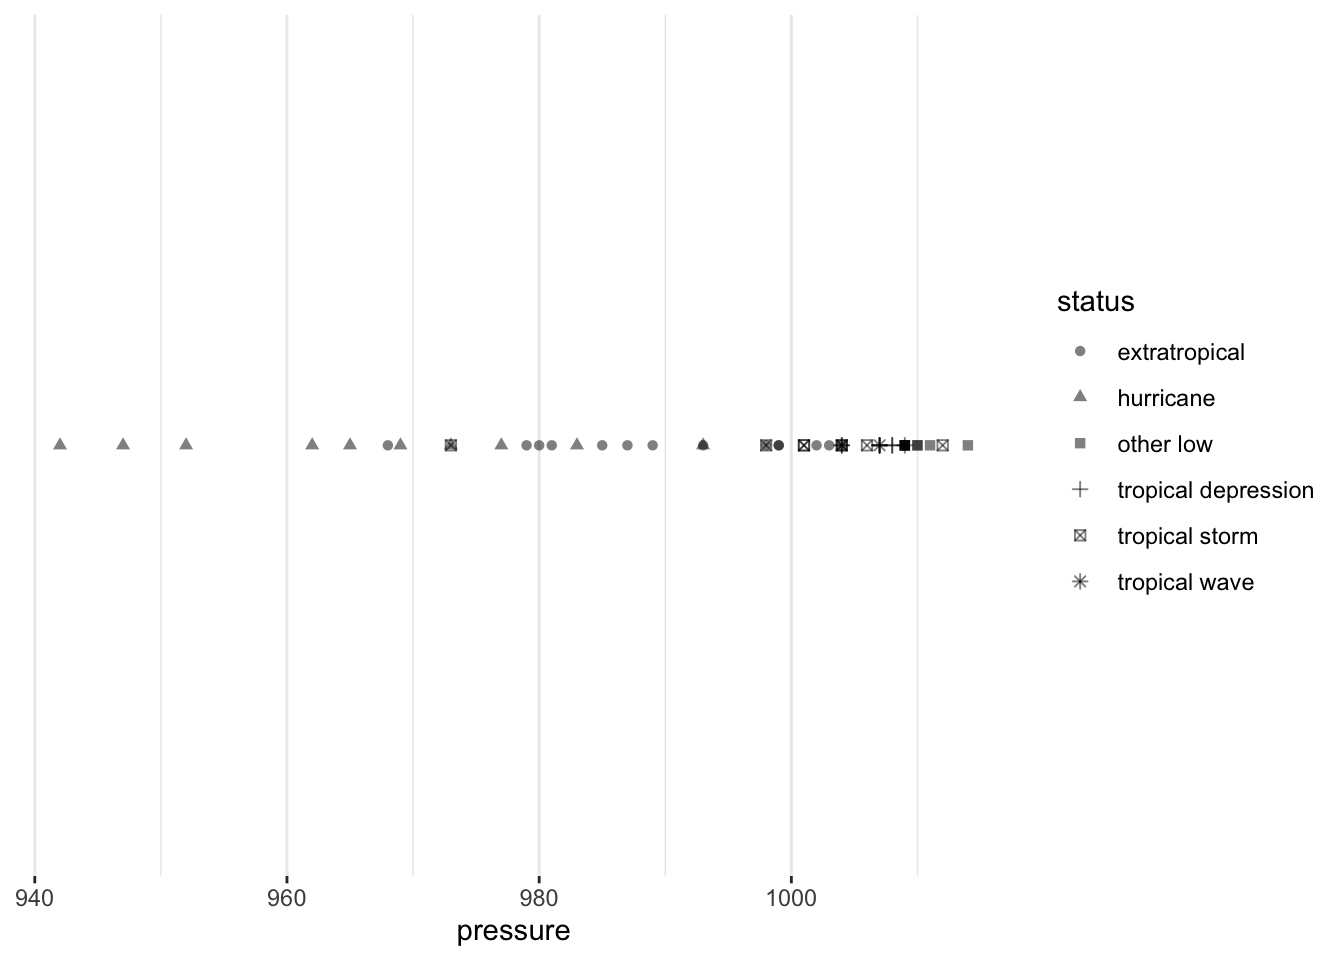 status
extratropical
hurricane
other low
tropical depression
tropical storm
tropical wave
940 960 980 1000
pressure